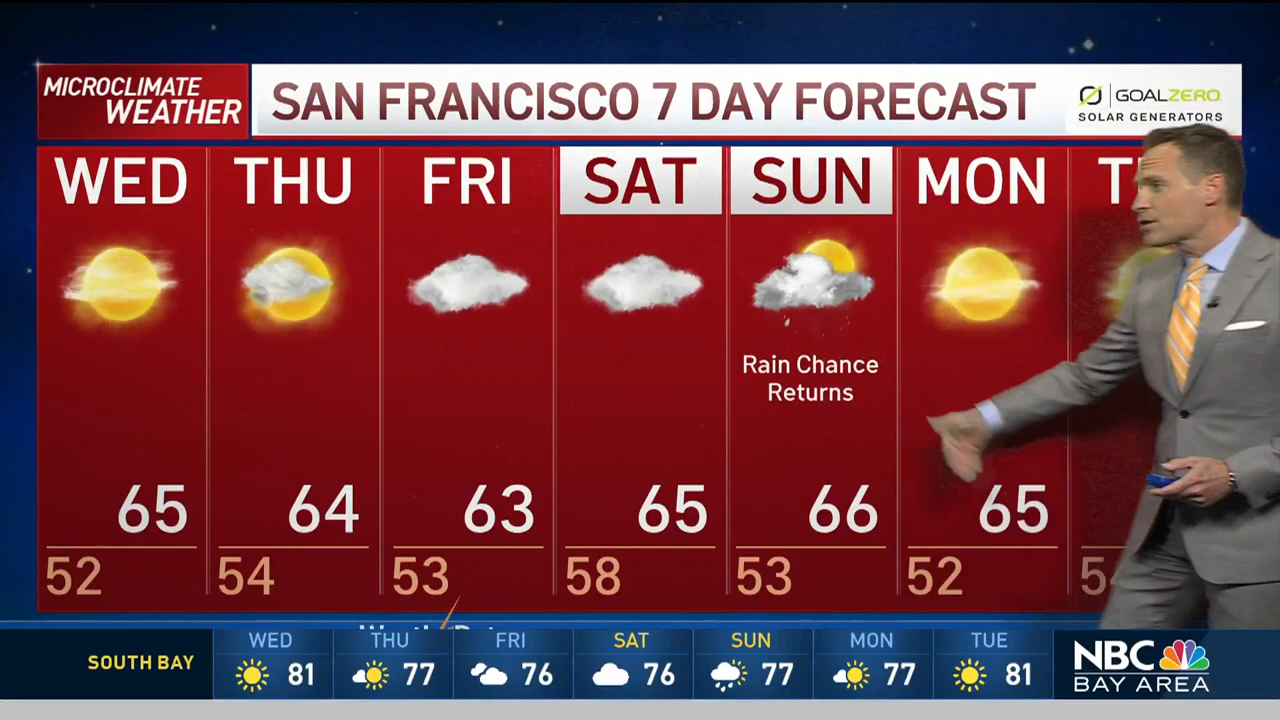 MICROCLIMATE
WEATHER
SAN FRANCISCO 7 DAY FORECAST
GOALZERO
SOLAR GENERATORS
WED THU FRI SAT SUN MON
Rain Chance
Returns
65 64 63 65 66 65
52 54 53 58 53 52
SOUTH BAY
WED THU FRI SAT SUN MON TUE
81 77 76 76 77 77 81
NBC
BAY AREA